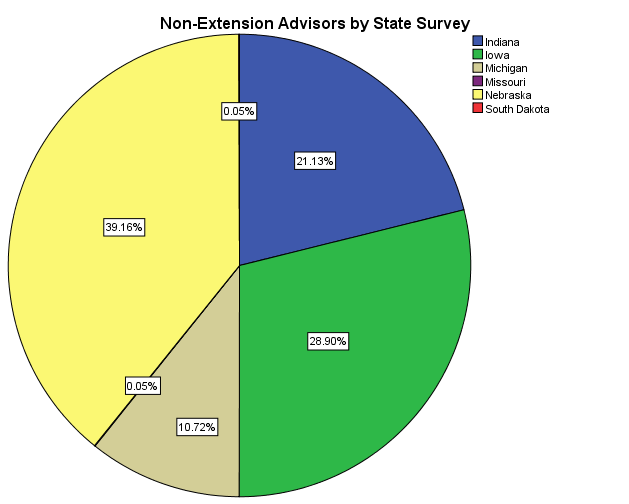 Non-Extension Advisors by State Survey
Indiana
Iowa
Michigan
Missouri
Nebraska
South Dakota
0.05%
21.13%
39.16%
28.90%
0.05%
10.72%